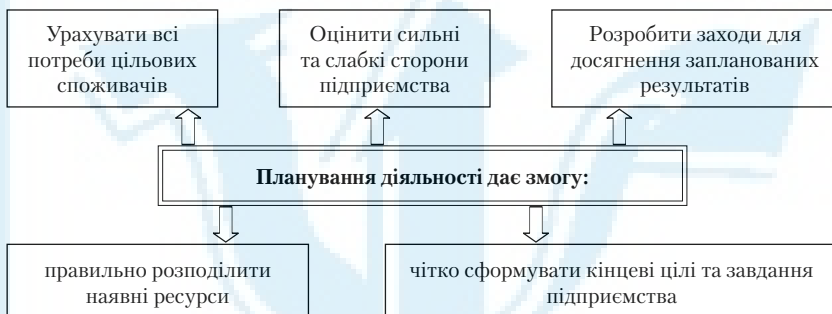 Урахувати всі
потреби цільових
споживачів
Оцінити сильні
та слабкі сторони
підприємства
Розробити заходи для
досягнення запланованих
результатів
Планування діяльності дає змогу:
правильно розподілити
наявні ресурси
чітко сформувати кінцеві цілі та завдання
підприємства